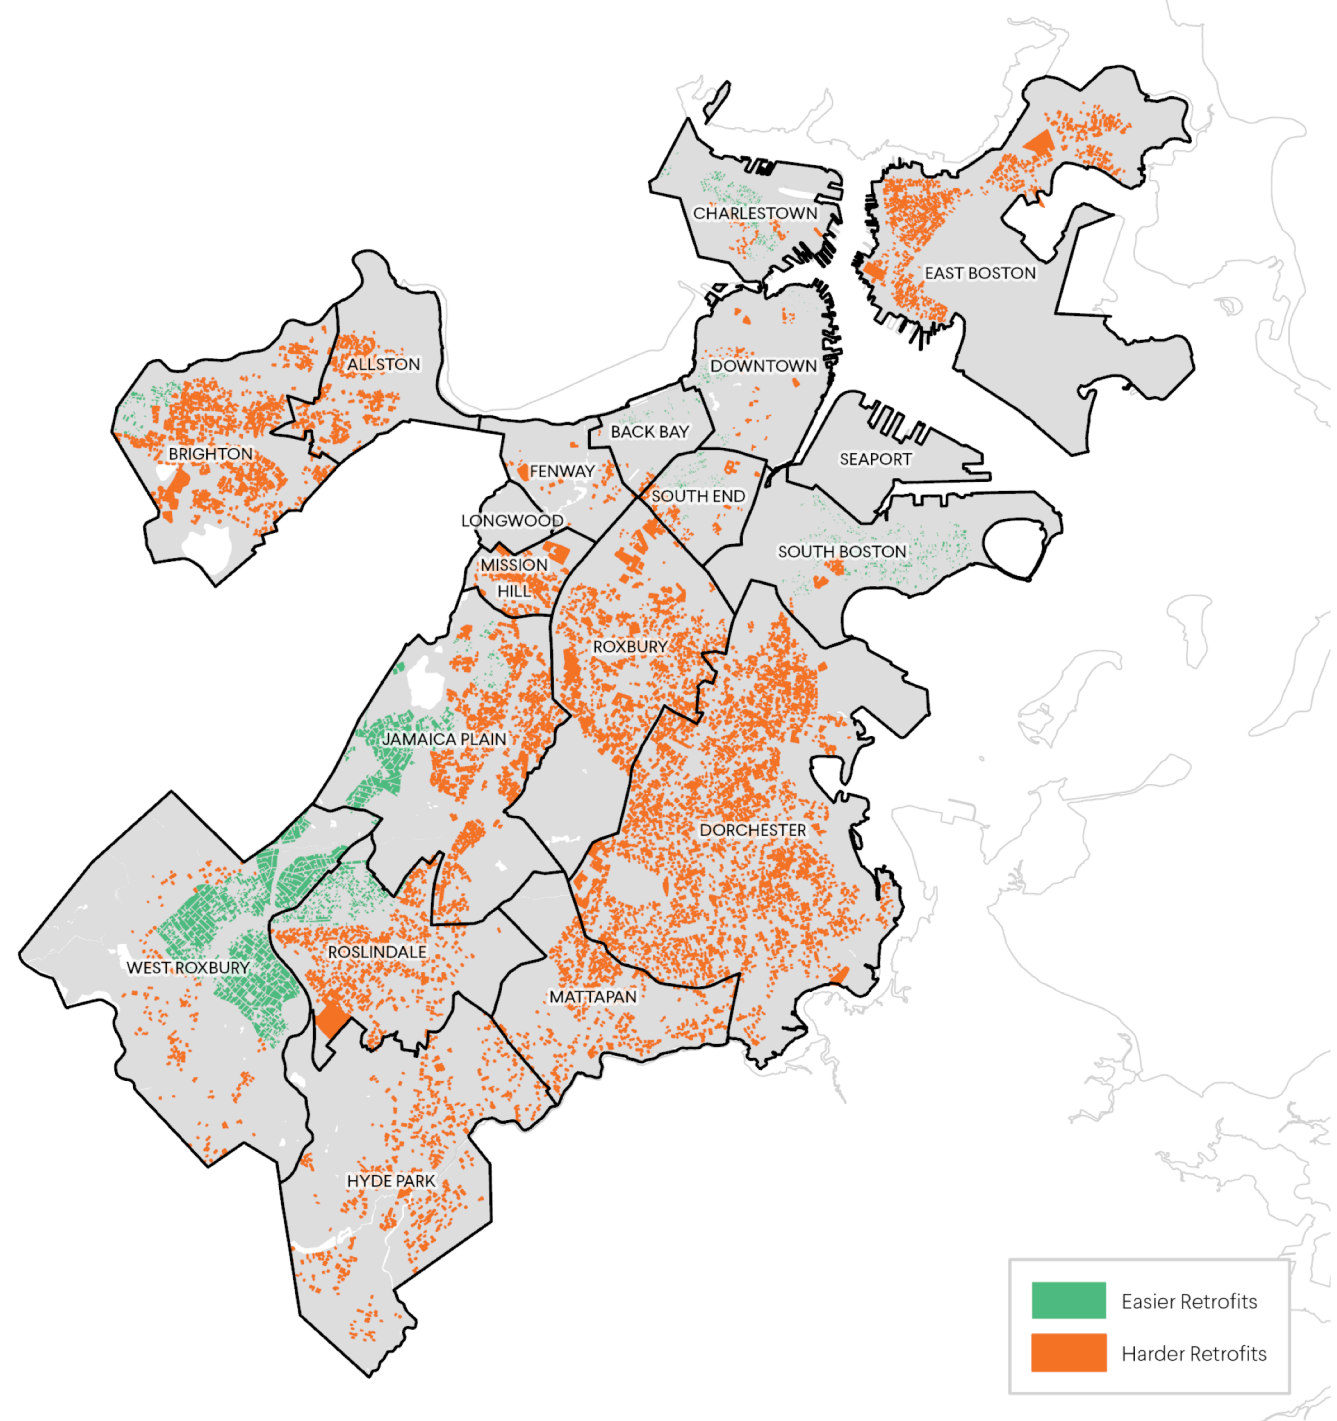 CHARLESTOWN
EAST BOSTON
ALLSTON
DOWNTOWN
BACK BAY
BRIGHTON
SEAPORT
FENWAY
SOUTH END
LONGWOOD
SOUTH BOSTON
MISSION
HILL
ROXBURY
JAMAICA PLAIN
DORCHESTER
ROSLINDALE
WEST ROXBURY
MATTAPAN
HYDE PARK
Easier Retrofits
Harder Retrofits